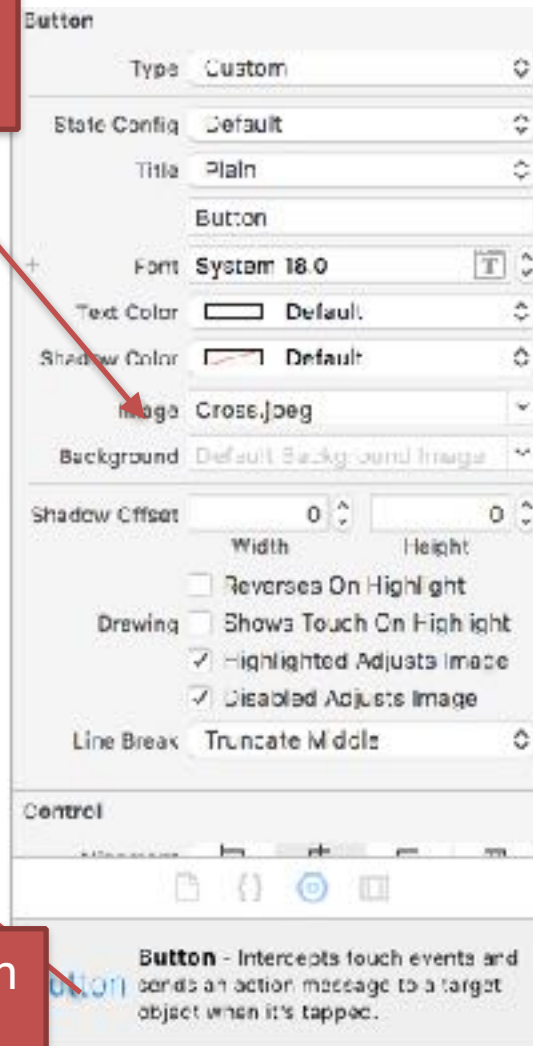 Button
Type Custom
State Config Default
Title Plain
Button
+ Font System 18.0 T
Text Color Default
Shadow Color Default
Image Cross.jpeg
Background Default Background Image
Shadow Offset 0 0
Width Height
Reverses On Highlight
Drawing Shows Touch On Highlight
Highlighted Adjusts Image
Disabled Adjusts Image
Line Break Truncate Middle
Control
{}
Button - Intercepts touch events and
utton sends an action message to a target
object when it's tapped.
n